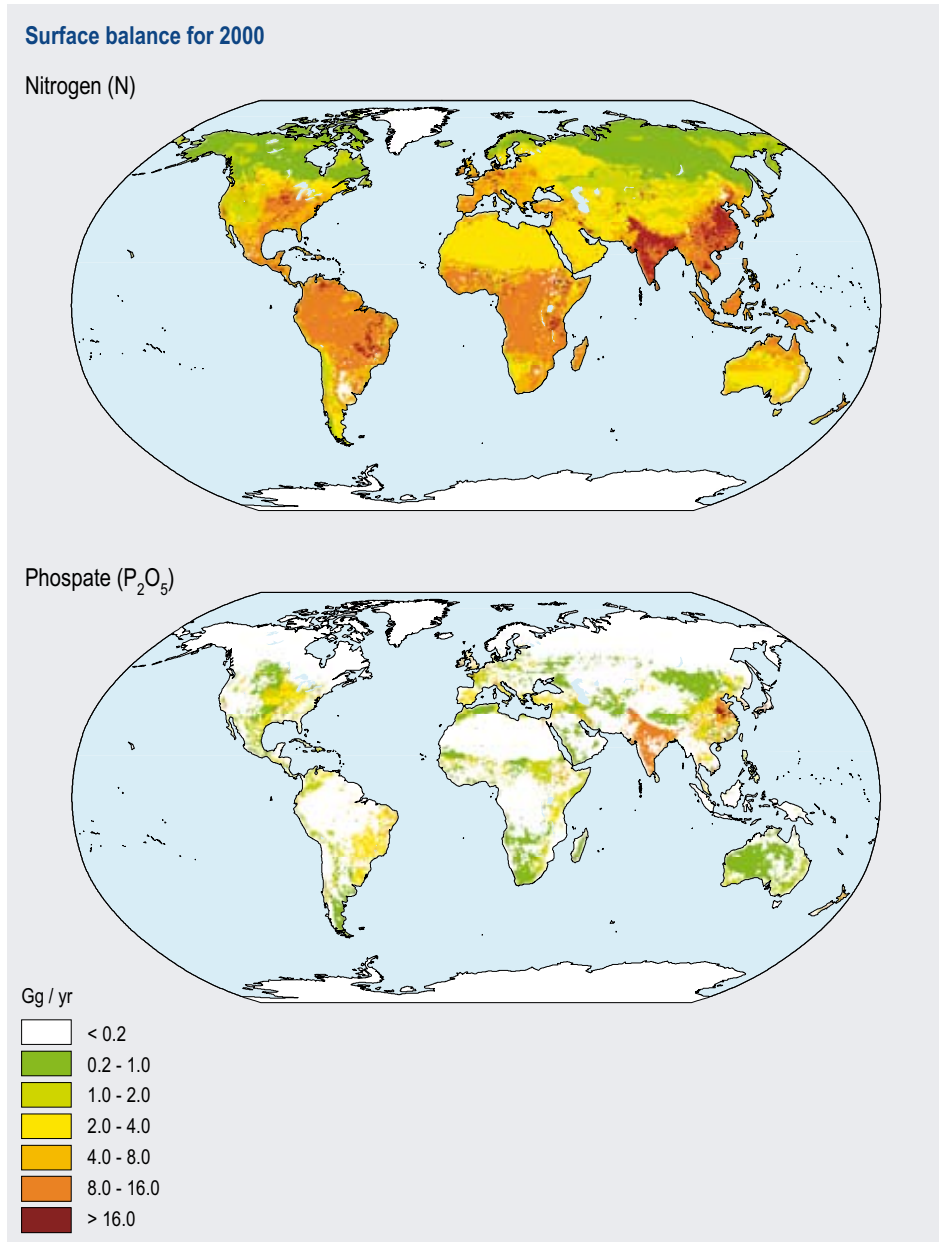 Surface balance for 2000
Nitrogen (N)
Phospate (P₂O₅)
Gg / yr
< 0.2
0.2 - 1.0
1.0 - 2.0
2.0 - 4.0
4.0 - 8.0
8.0 - 16.0
> 16.0